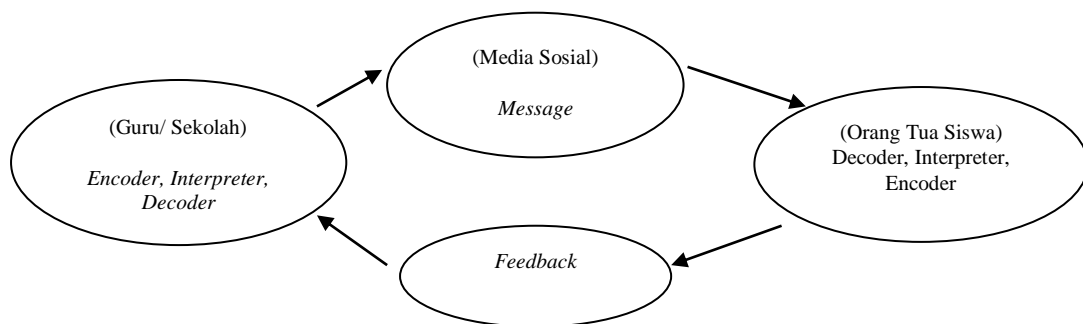 (Media Sosial)
Message
(Guru/ Sekolah)
Encoder, Interpreter,
Decoder
(Orang Tua Siswa)
Decoder, Interpreter,
Encoder
Feedback